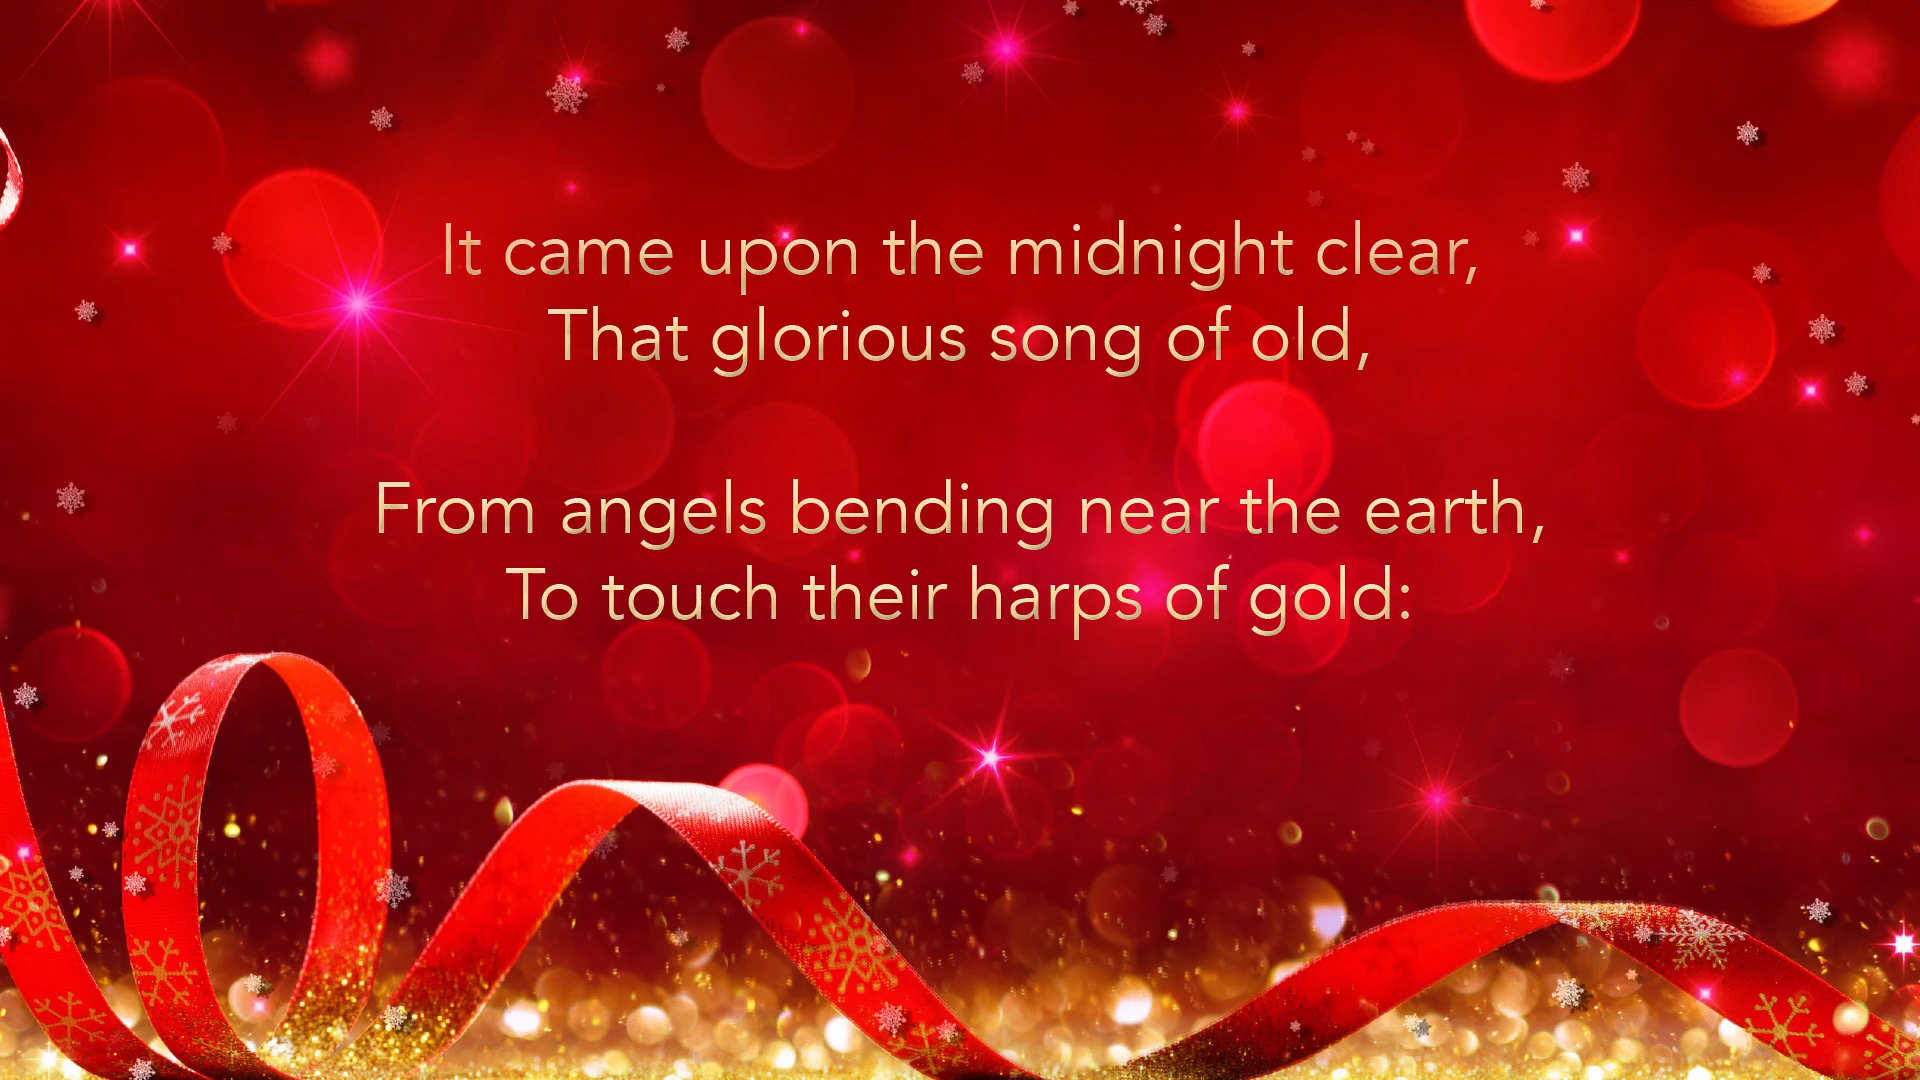 It came upon the midnight clear,
That glorious song of old,
From angels bending near the earth,
To touch their harps of gold: